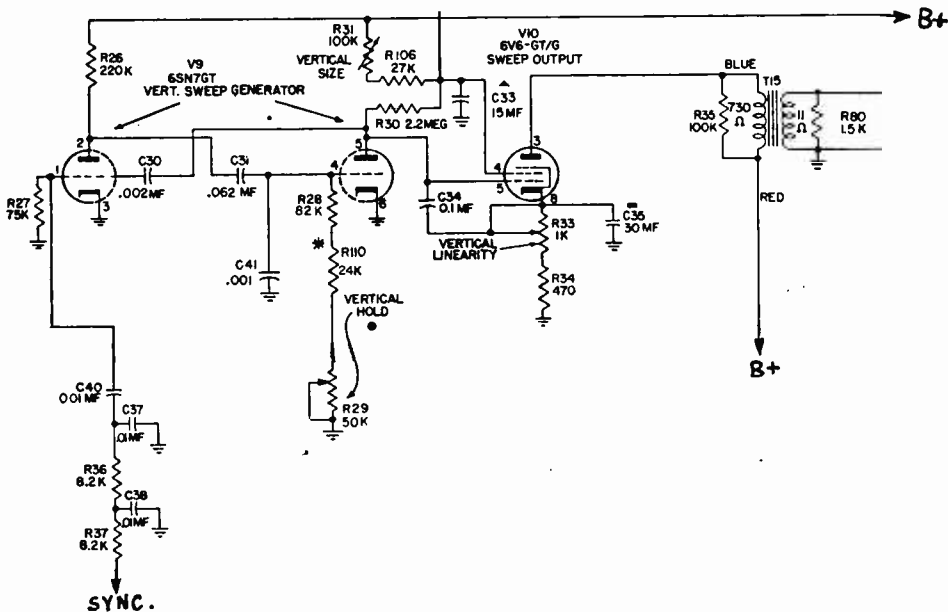 B+
R31
100K
V10
6V6-GT/G
SWEEP OUTPUT
R26
220K
V9
6SN7GT
VERT. SWEEP GENERATOR
VERTICAL
SIZE
R106
27K
C33
15 MF
R30 2.2MEG
BLUE
T15
R35
100K
730
Ω
11
Ω
R80
1.5 K
2
1
3
C30
.002MF
C31
.062 MF
5
4
6
3
4
5
8
R27
75K
R28
82 K
C34
0.1 MF
R33
1K
VERTICAL
LINEARITY
C35
30 MF
RED
*
R110
24K
C41
.001
R34
470
VERTICAL
HOLD
B+
C40
0.01 MF
C37
.01MF
R29
50K
R36
8.2K
C38
.01MF
R37
8.2K
SYNC.